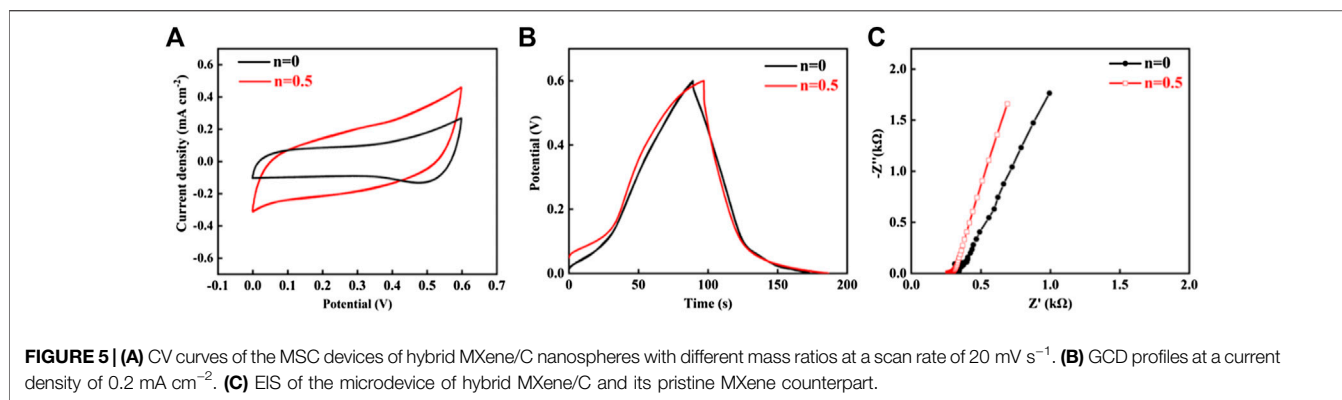 A
B
C
n=0
n=0.5
Current density (mA cm⁻²)
0.6
0.4
0.2
0.0
-0.2
-0.4
-0.6
-0.1 0.0 0.1 0.2 0.3 0.4 0.5 0.6 0.7
Potential (V)
n=0
n=0.5
Potential (V)
0.6
0.4
0.2
0.0
0 50 100 150 200
Time (s)
n=0
n=0.5
-Z''(kΩ)
2.0
1.5
1.0
0.5
0.0
0.0 0.5 1.0 1.5 2.0
Z' (kΩ)
FIGURE 5 | (A) CV curves of the MSC devices of hybrid MXene/C nanospheres with different mass ratios at a scan rate of 20 mV s⁻¹. (B) GCD profiles at a current
density of 0.2 mA cm⁻². (C) EIS of the microdevice of hybrid MXene/C and its pristine MXene counterpart.